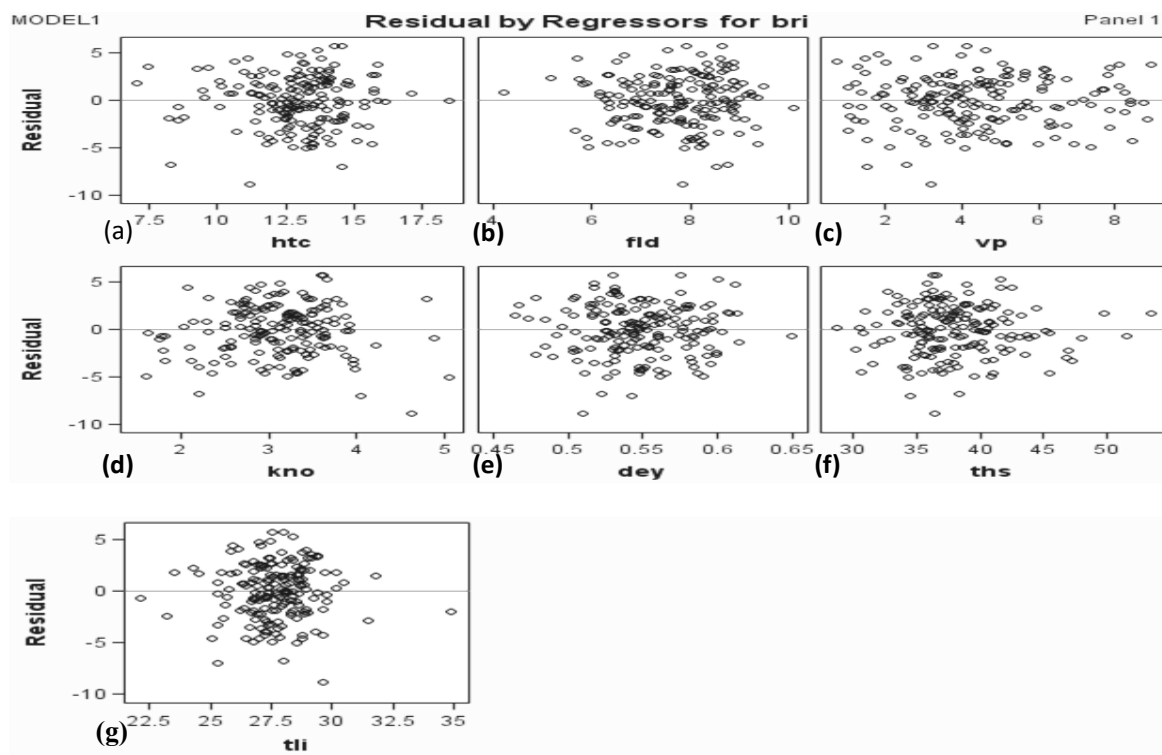 MODEL1 Residual by Regressors for bri Panel 1
Residual
5
0
-5
-10
(a) 7.5 10 12.5 15 17.5
htc
(b) 4 6 8 10
fld
(c) 2 4 6 8
vp
Residual
5
0
-5
-10
(d) 2 3 4 5
kno
(e) 0.45 0.5 0.55 0.6 0.65
dey
(f) 30 35 40 45 50
ths
Residual
5
0
-5
-10
(g) 22.5 25 27.5 30 32.5 35
tli